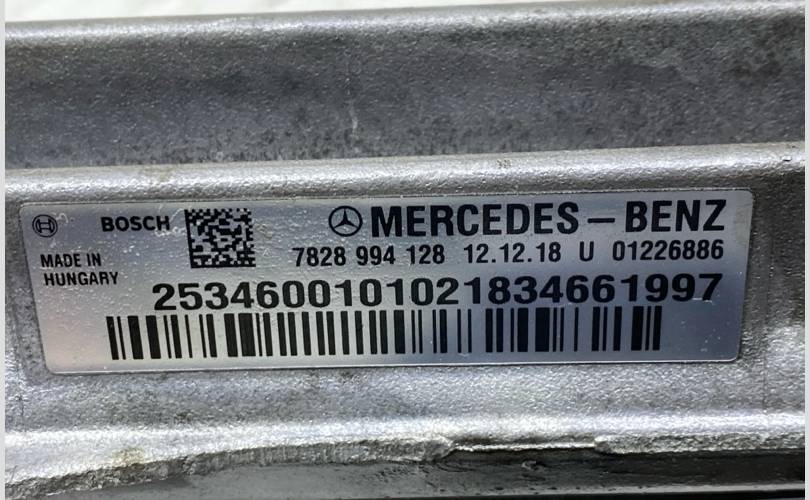 BOSCH
MERCEDES-BENZ
MADE IN
HUNGARY
7828 994 128 12.12.18 U 01226886
2534600101021834661997